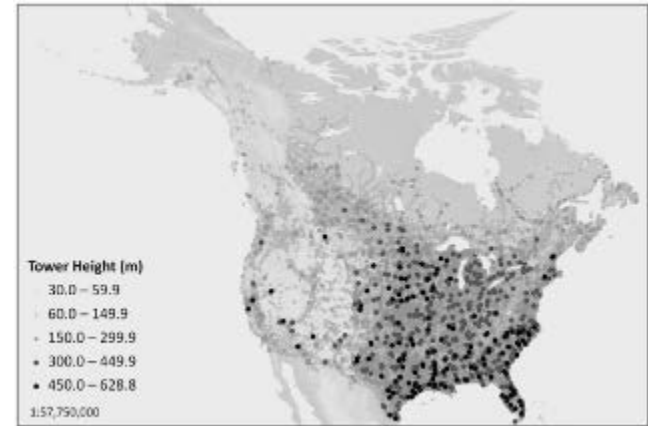 Tower Height (m)
30.0 – 59.9
60.0 – 149.9
150.0 – 299.9
300.0 – 449.9
450.0 – 628.8
1:57,750,000